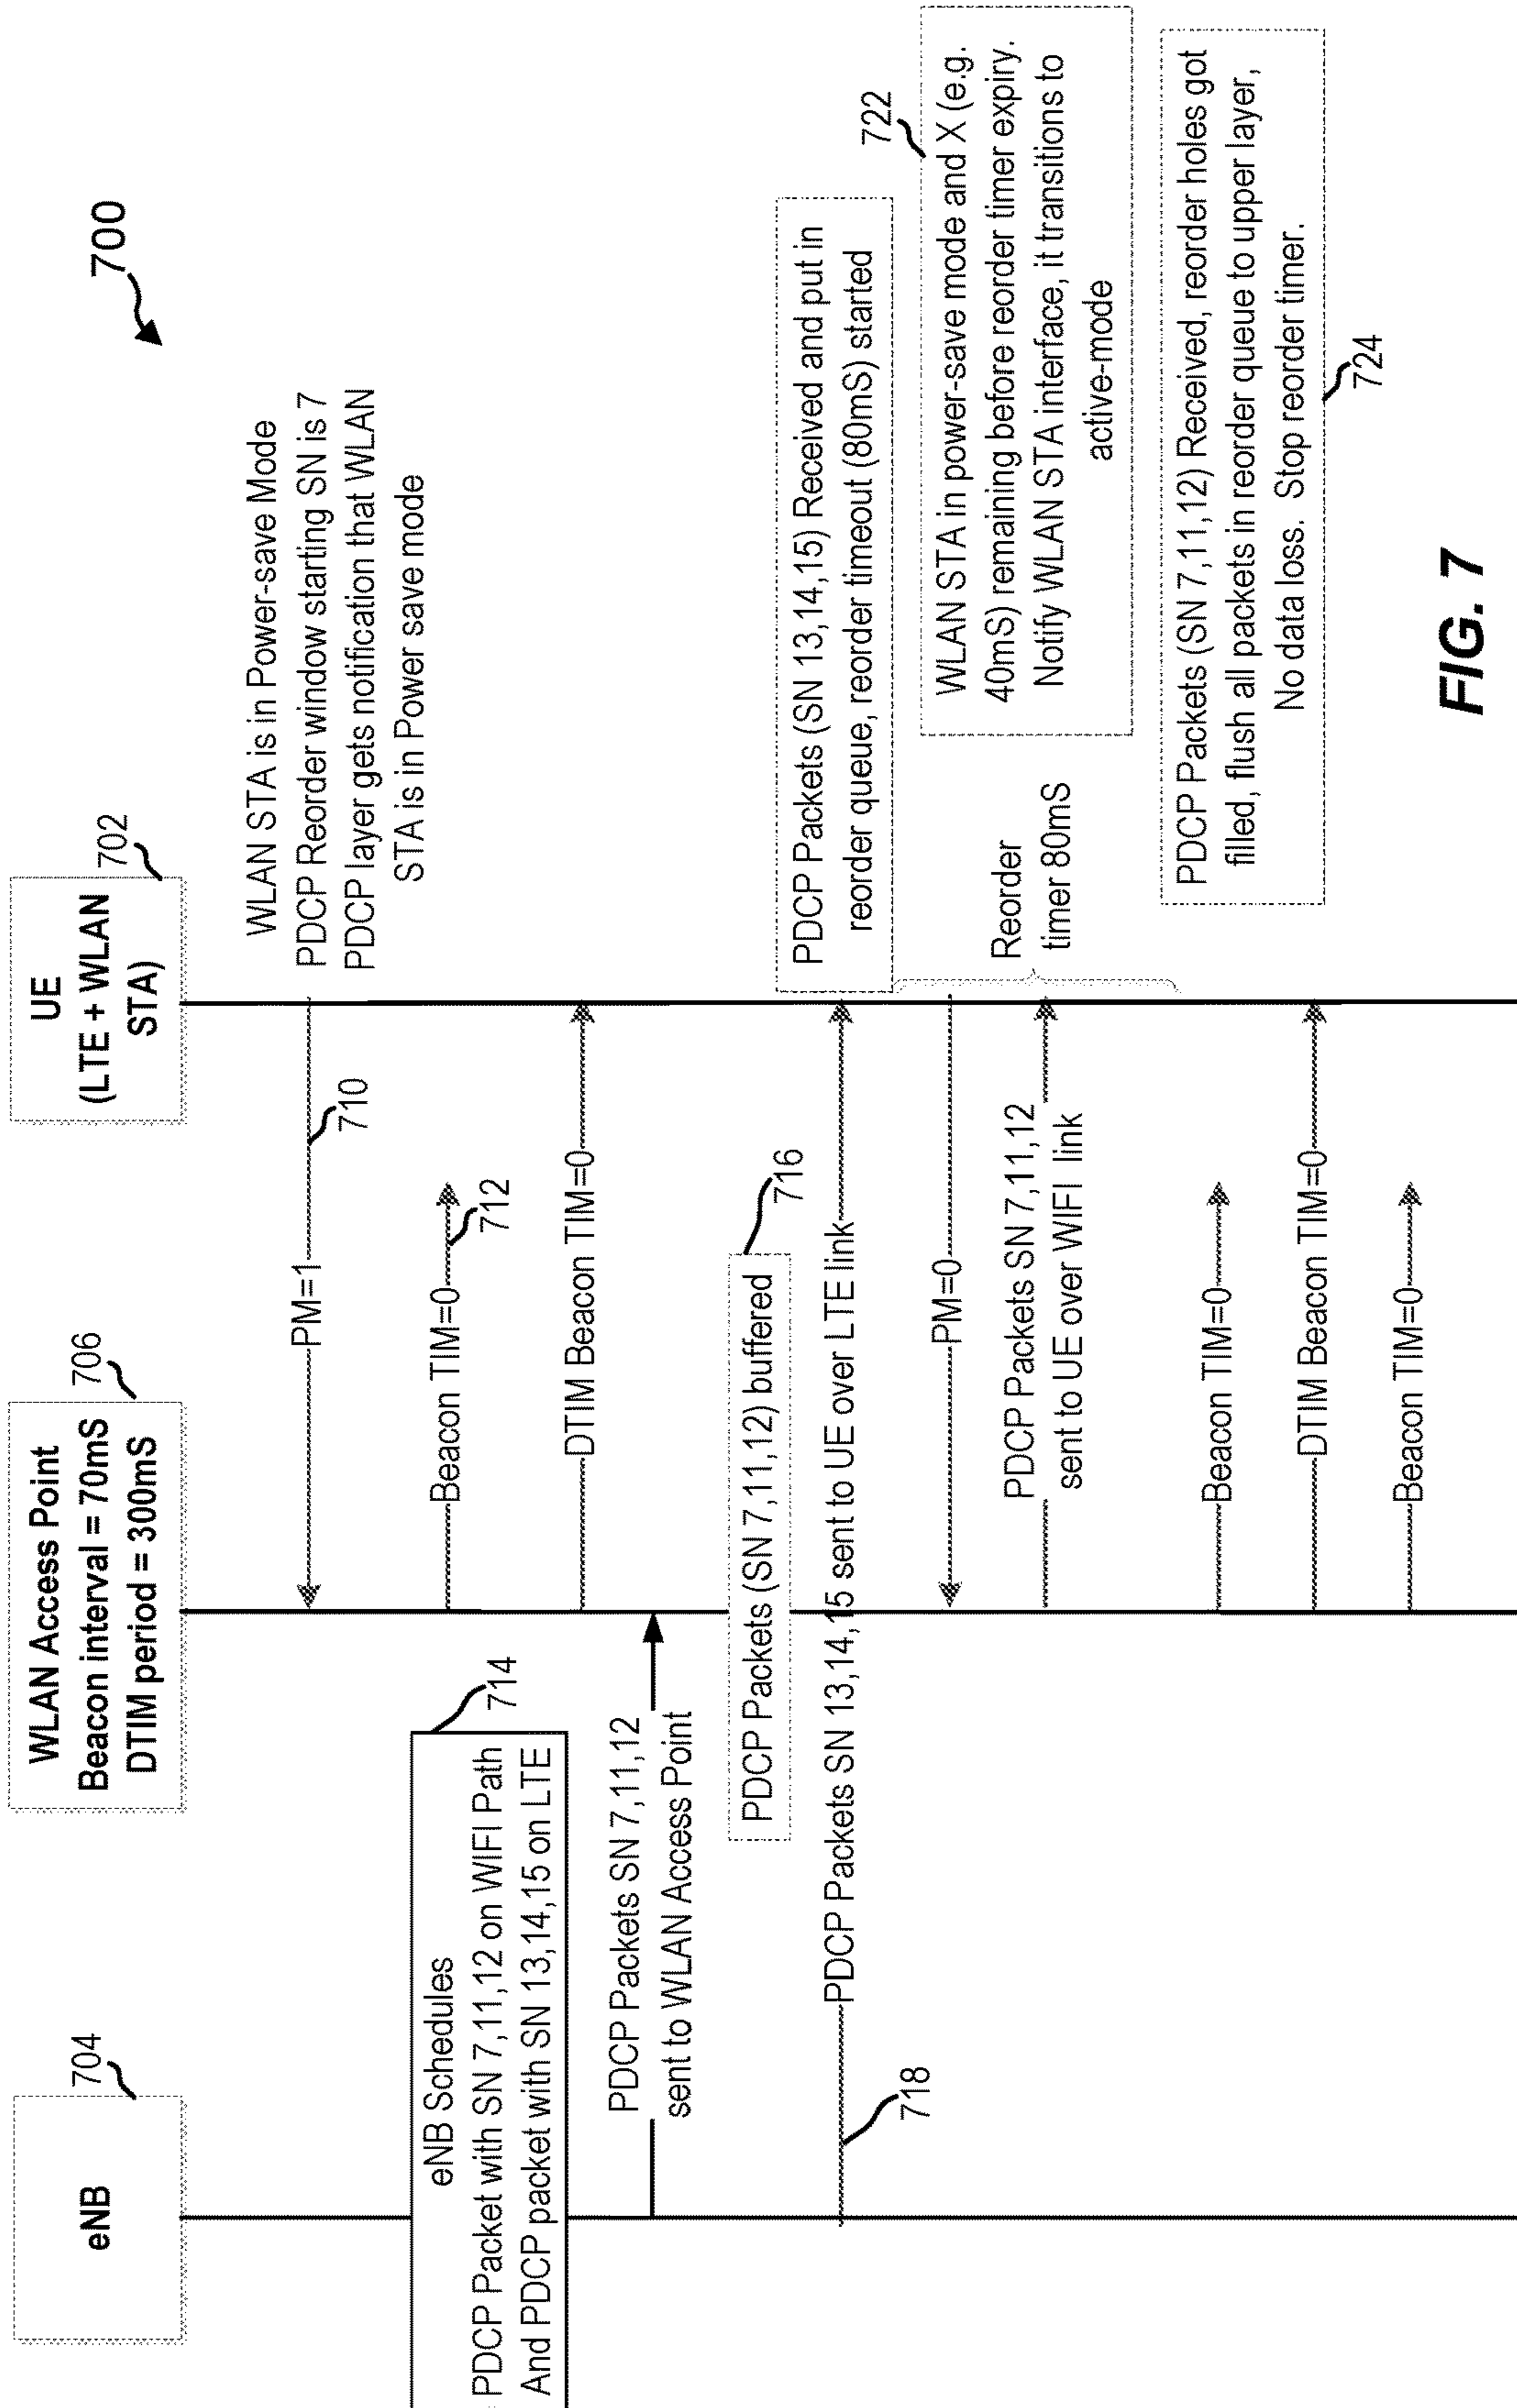 700
eNB
704
WLAN Access Point
Beacon interval = 70mS
DTIM period = 300mS
706
UE
(LTE + WLAN
STA)
702
WLAN STA is in Power-save Mode
PDCP Reorder window starting SN is 7
PDCP layer gets notification that WLAN
STA is in Power save mode
PM=1
710
eNB Schedules
PDCP Packet with SN 7,11,12 on WIFI Path
And PDCP packet with SN 13,14,15 on LTE
714
Beacon TIM=0
712
DTIM Beacon TIM=0
PDCP Packets SN 7,11,12
sent to WLAN Access Point
PDCP Packets (SN 7,11,12) buffered
716
PDCP Packets SN 13,14,15 sent to UE over LTE link
718
PDCP Packets (SN 13,14,15) Received and put in
reorder queue, reorder timeout (80mS) started
PM=0
722
WLAN STA in power-save mode and X (e.g.
40mS) remaining before reorder timer expiry.
Notify WLAN STA interface, it transitions to
active-mode
Reorder
timer 80mS
PDCP Packets SN 7,11,12
sent to UE over WIFI link
PDCP Packets (SN 7,11,12) Received, reorder holes got
filled, flush all packets in reorder queue to upper layer,
No data loss. Stop reorder timer.
724
Beacon TIM=0
DTIM Beacon TIM=0
Beacon TIM=0
FIG. 7